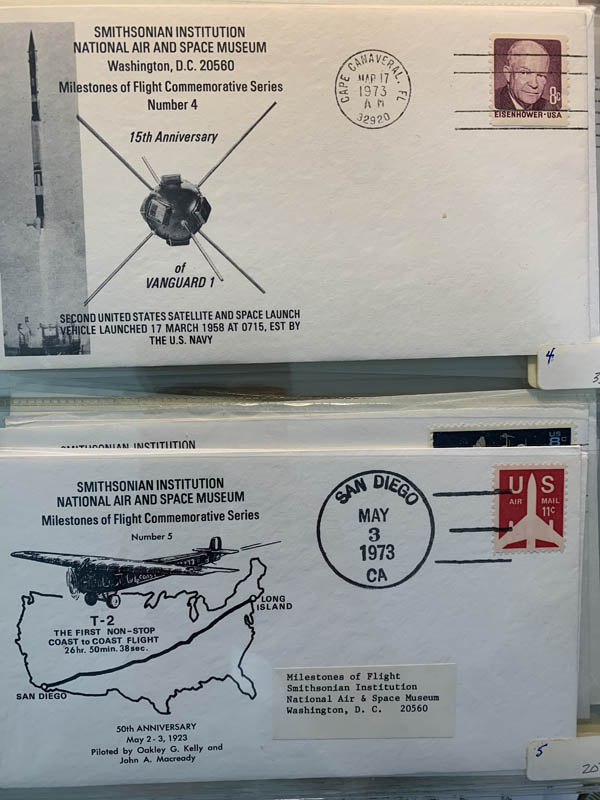 SMITHSONIAN INSTITUTION
NATIONAL AIR AND SPACE MUSEUM
Washington, D.C. 20560
Milestones of Flight Commemorative Series
Number 4
15th Anniversary
of
VANGUARD 1
SECOND UNITED STATES SATELLITE AND SPACE LAUNCH
VEHICLE LAUNCHED 17 MARCH 1958 AT 0715, EST BY
THE U.S. NAVY
CAPE CANAVERAL, FL
MAR 17
1973
AM
32920
8c
EISENHOWER·USA
4
3
SMITHSONIAN INSTITUTION
US
8c
SMITHSONIAN INSTITUTION
NATIONAL AIR AND SPACE MUSEUM
Milestones of Flight Commemorative Series
Number 5
T-2
THE FIRST NON-STOP
COAST to COAST FLIGHT
26hr. 50min. 38sec.
LONG
ISLAND
SAN DIEGO
50th ANNIVERSARY
May 2-3, 1923
Piloted by Oakley G. Kelly and
John A. Macready
SAN DIEGO
MAY
3
1973
CA
US
AIR MAIL
11c
Milestones of Flight
Smithsonian Institution
National Air & Space Museum
Washington, D. C. 20560
5
20